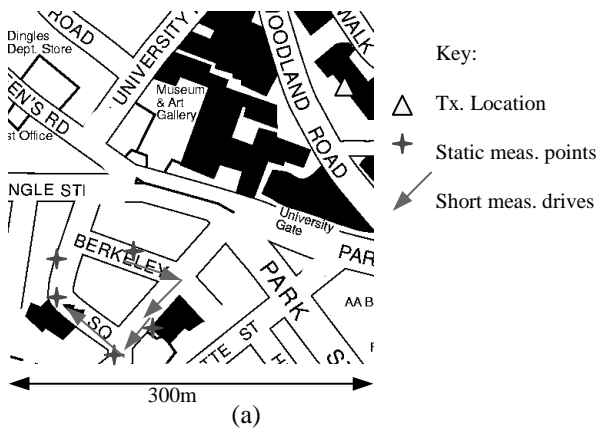 ROAD
Dingles
Dept. Store
UNIVERSITY
WOODLAND ROAD
WALK
Museum
& Art
Gallery
EN'S RD
st Office
NGLE ST
University
Gate
BERKELEY
SQ
PARK
PAR
AA B
TTE ST
S
300m
(a)
Key:
Tx. Location
Static meas. points
Short meas. drives